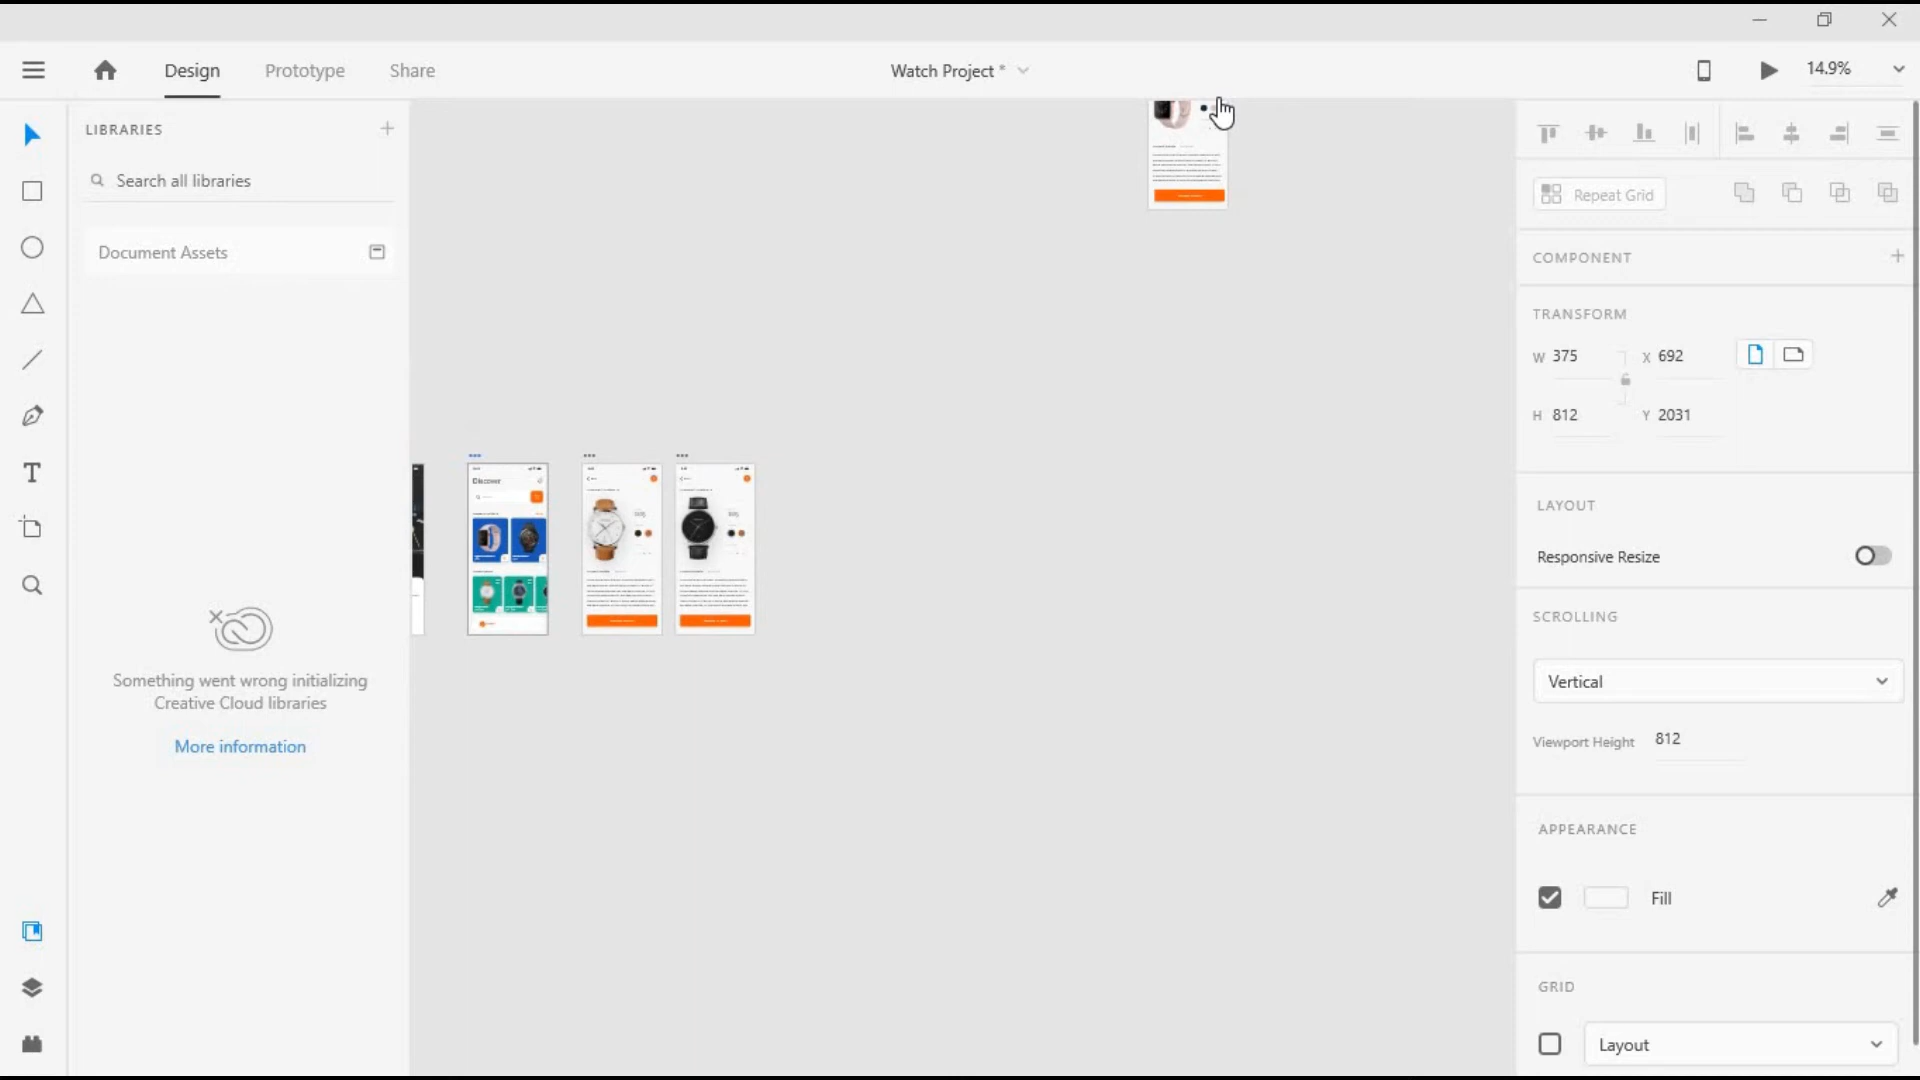 Design
Prototype
Share
Watch Project *
14.9%
LIBRARIES
Search all libraries
Document Assets
Something went wrong initializing
Creative Cloud libraries
More information
Discover
Repeat Grid
COMPONENT
TRANSFORM
W 375
X 692
H 812
Y 2031
LAYOUT
Responsive Resize
SCROLLING
Vertical
Viewport Height 812
APPEARANCE
Fill
GRID
Layout